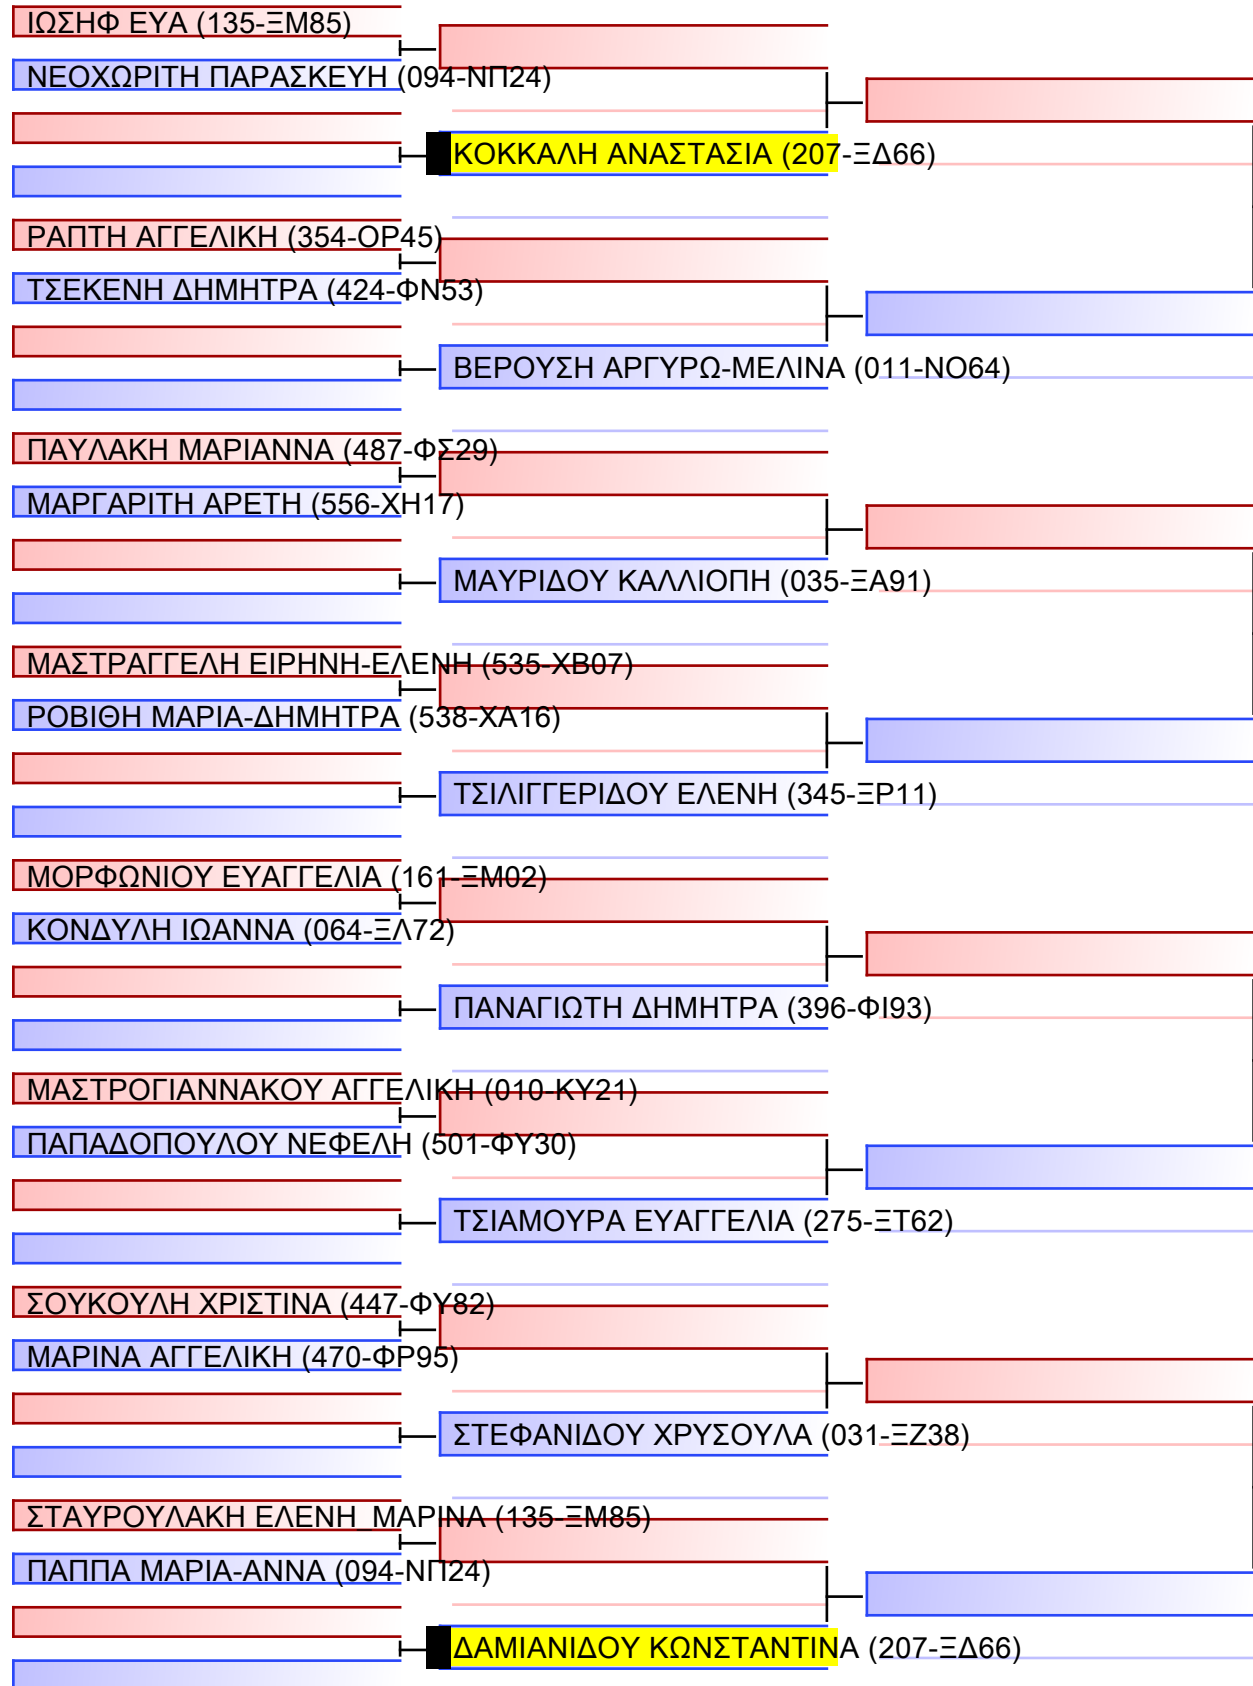 ΙΩΣΗΦ ΕΥΑ (135-ΞΜ85)
ΝΕΟΧΩΡΙΤΗ ΠΑΡΑΣΚΕΥΗ (094-ΝΠ24)
ΚΟΚΚΑΛΗ ΑΝΑΣΤΑΣΙΑ (207-ΞΔ66)
ΡΑΠΤΗ ΑΓΓΕΛΙΚΗ (354-ΟΡ45)
ΤΣΕΚΕΝΗ ΔΗΜΗΤΡΑ (424-ΦΝ53)
ΒΕΡΟΥΣΗ ΑΡΓΥΡΩ-ΜΕΛΙΝΑ (011-ΝΟ64)
ΠΑΥΛΑΚΗ ΜΑΡΙΑΝΝΑ (487-ΦΣ29)
ΜΑΡΓΑΡΙΤΗ ΑΡΕΤΗ (556-ΧΗ17)
ΜΑΥΡΙΔΟΥ ΚΑΛΛΙΟΠΗ (035-ΞΑ91)
ΜΑΣΤΡΑΓΓΕΛΗ ΕΙΡΗΝΗ-ΕΛΕΝΗ (535-ΧΒ07)
ΡΟΒΙΘΗ ΜΑΡΙΑ-ΔΗΜΗΤΡΑ (538-ΧΑ16)
ΤΣΙΛΙΓΓΕΡΙΔΟΥ ΕΛΕΝΗ (345-ΞΡ11)
ΜΟΡΦΩΝΙΟΥ ΕΥΑΓΓΕΛΙΑ (161-ΞΜ02)
ΚΟΝΔΥΛΗ ΙΩΑΝΝΑ (064-ΞΛ72)
ΠΑΝΑΓΙΩΤΗ ΔΗΜΗΤΡΑ (396-ΦΙ93)
ΜΑΣΤΡΟΓΙΑΝΝΑΚΟΥ ΑΓΓΕΛΙΚΗ (010-ΚΥ21)
ΠΑΠΑΔΟΠΟΥΛΟΥ ΝΕΦΕΛΗ (501-ΦΥ30)
ΤΣΙΑΜΟΥΡΑ ΕΥΑΓΓΕΛΙΑ (275-ΞΤ62)
ΣΟΥΚΟΥΛΗ ΧΡΙΣΤΙΝΑ (447-ΦΥ82)
ΜΑΡΙΝΑ ΑΓΓΕΛΙΚΗ (470-ΦΡ95)
ΣΤΕΦΑΝΙΔΟΥ ΧΡΥΣΟΥΛΑ (031-ΞΖ38)
ΣΤΑΥΡΟΥΛΑΚΗ ΕΛΕΝΗ_ΜΑΡΙΝΑ (135-ΞΜ85)
ΠΑΠΠΑ ΜΑΡΙΑ-ΑΝΝΑ (094-ΝΠ24)
ΔΑΜΙΑΝΙΔΟΥ ΚΩΝΣΤΑΝΤΙΝΑ (207-ΞΔ66)